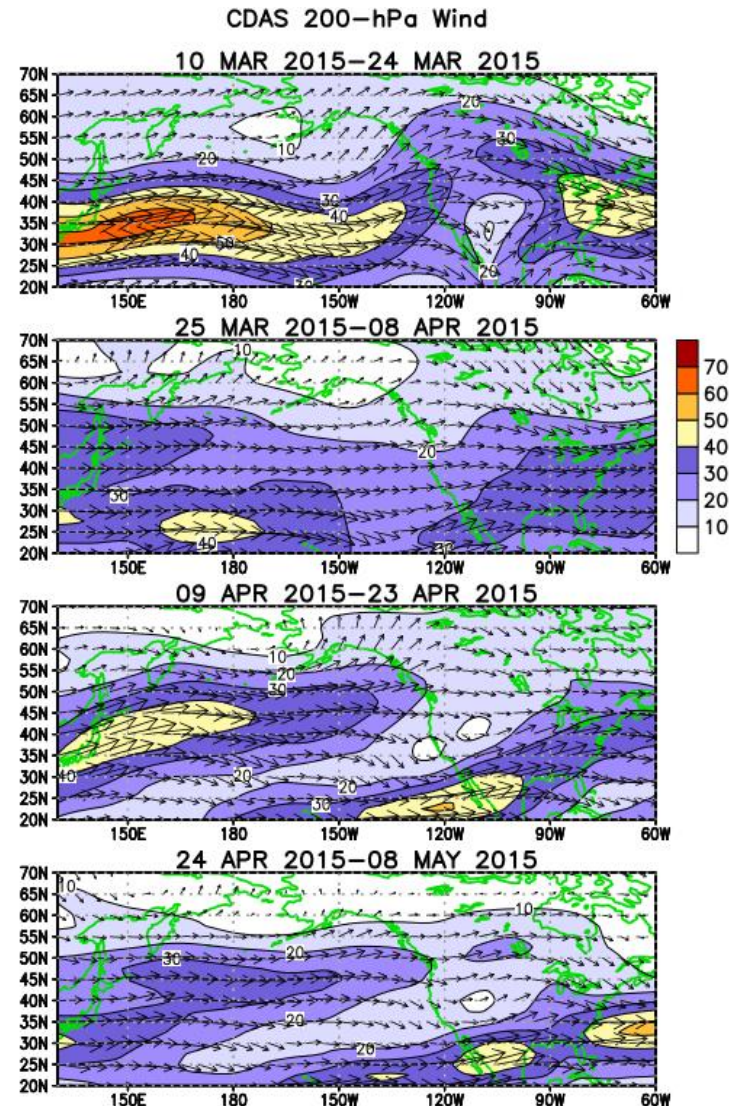 CDAS 200-hPa Wind
10 MAR 2015-24 MAR 2015
70N
65N
60N
55N
50N
45N
40N
35N
30N
25N
20N
20
30
10
20
30
40
50
40
30
20
0
150E 180 150W 120W 90W 60W
25 MAR 2015-08 APR 2015
70N
65N
60N
55N
50N
45N
40N
35N
30N
25N
20N
10
20
30
40
30
150E 180 150W 120W 90W 60W
70
60
50
40
30
20
10
09 APR 2015-23 APR 2015
70N
65N
60N
55N
50N
45N
40N
35N
30N
25N
20N
10
20
30
40
20
20
30
150E 180 150W 120W 90W 60W
24 APR 2015-08 MAY 2015
70N
65N
60N
55N
50N
45N
40N
35N
30N
25N
20N
10
10
20
30
20
20
150E 180 150W 120W 90W 60W